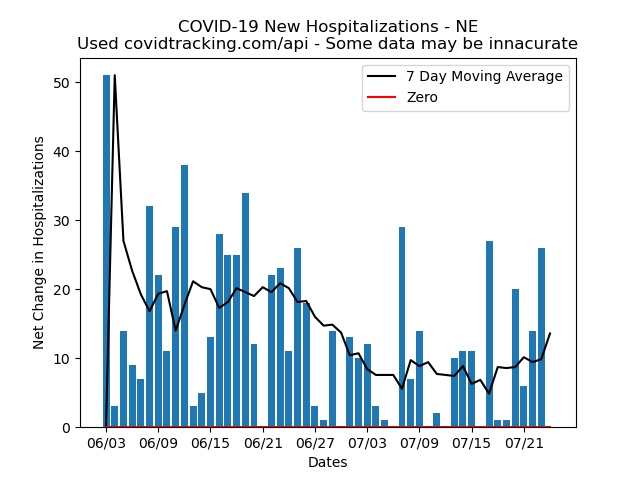 COVID-19 New Hospitalizations - NE
Used covidtracking.com/api - Some data may be innacurate
7 Day Moving Average
Zero
Net Change in Hospitalizations
50
40
30
20
10
0
06/03 06/09 06/15 06/21 06/27 07/03 07/09 07/15 07/21
Dates